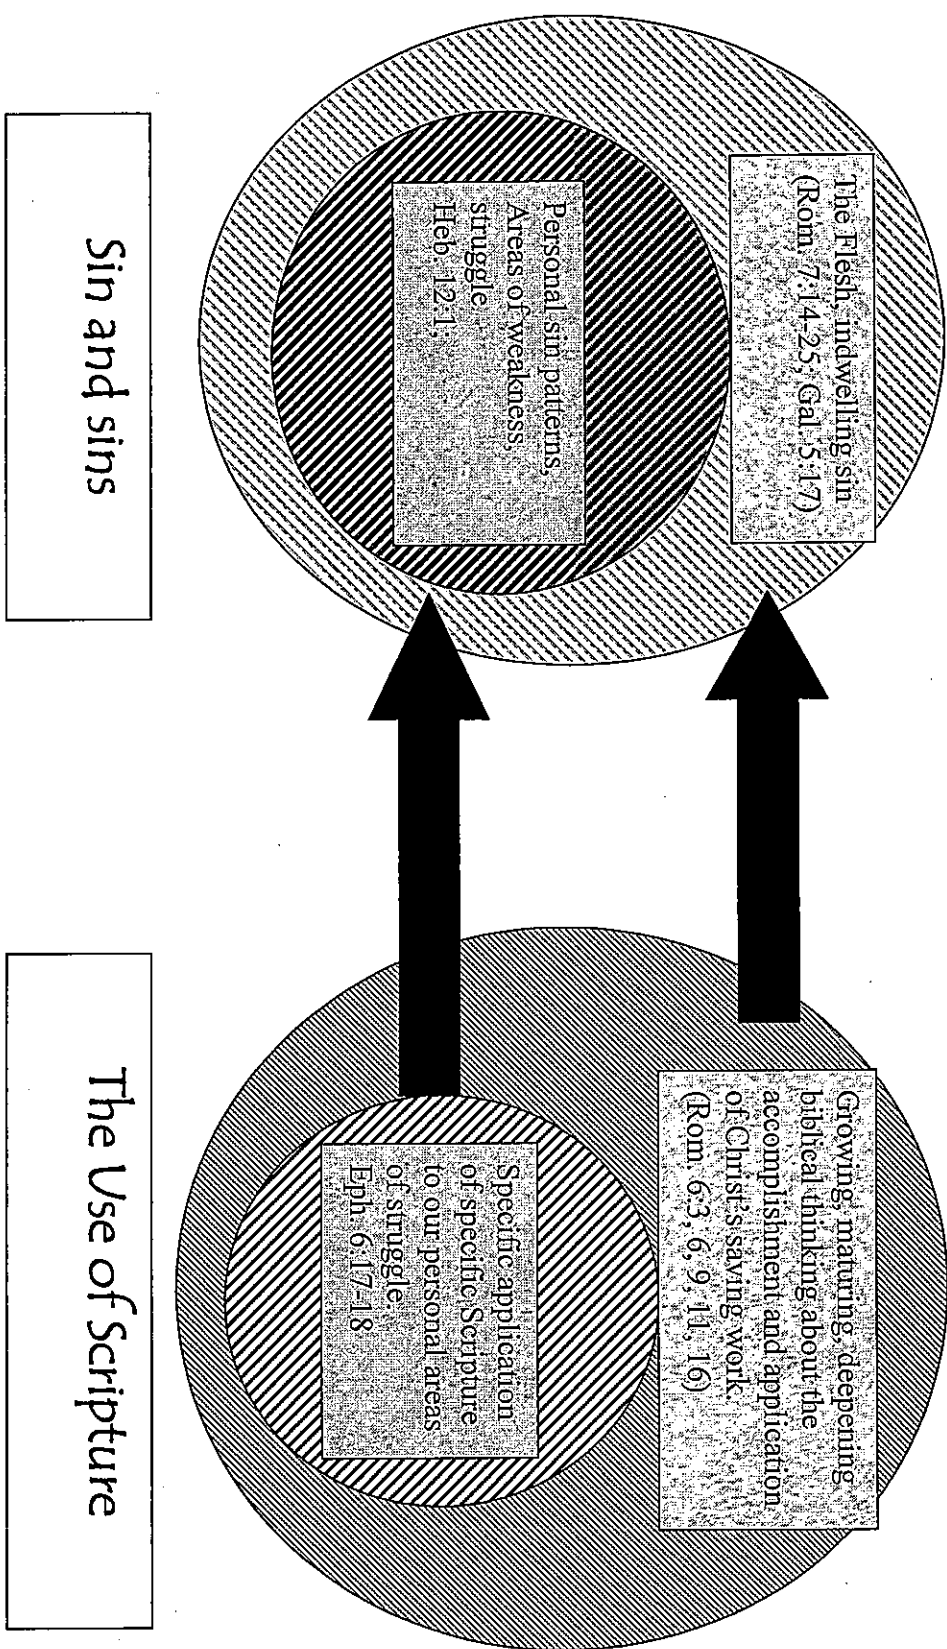 The Flesh, indwelling sin
(Rom. 7:14-25; Gal. 5:17)
Personal sin patterns,
Areas of weakness,
struggle
Heb. 12:1
Sin and sins
Growing, maturing, deepening
biblical thinking about the
accomplishment and application
of Christ's saving work.
(Rom. 6:3, 6, 9, 11, 16)
Specific application
of specific Scripture
to our personal areas
of struggle.
Eph. 6:17-18
The Use of Scripture